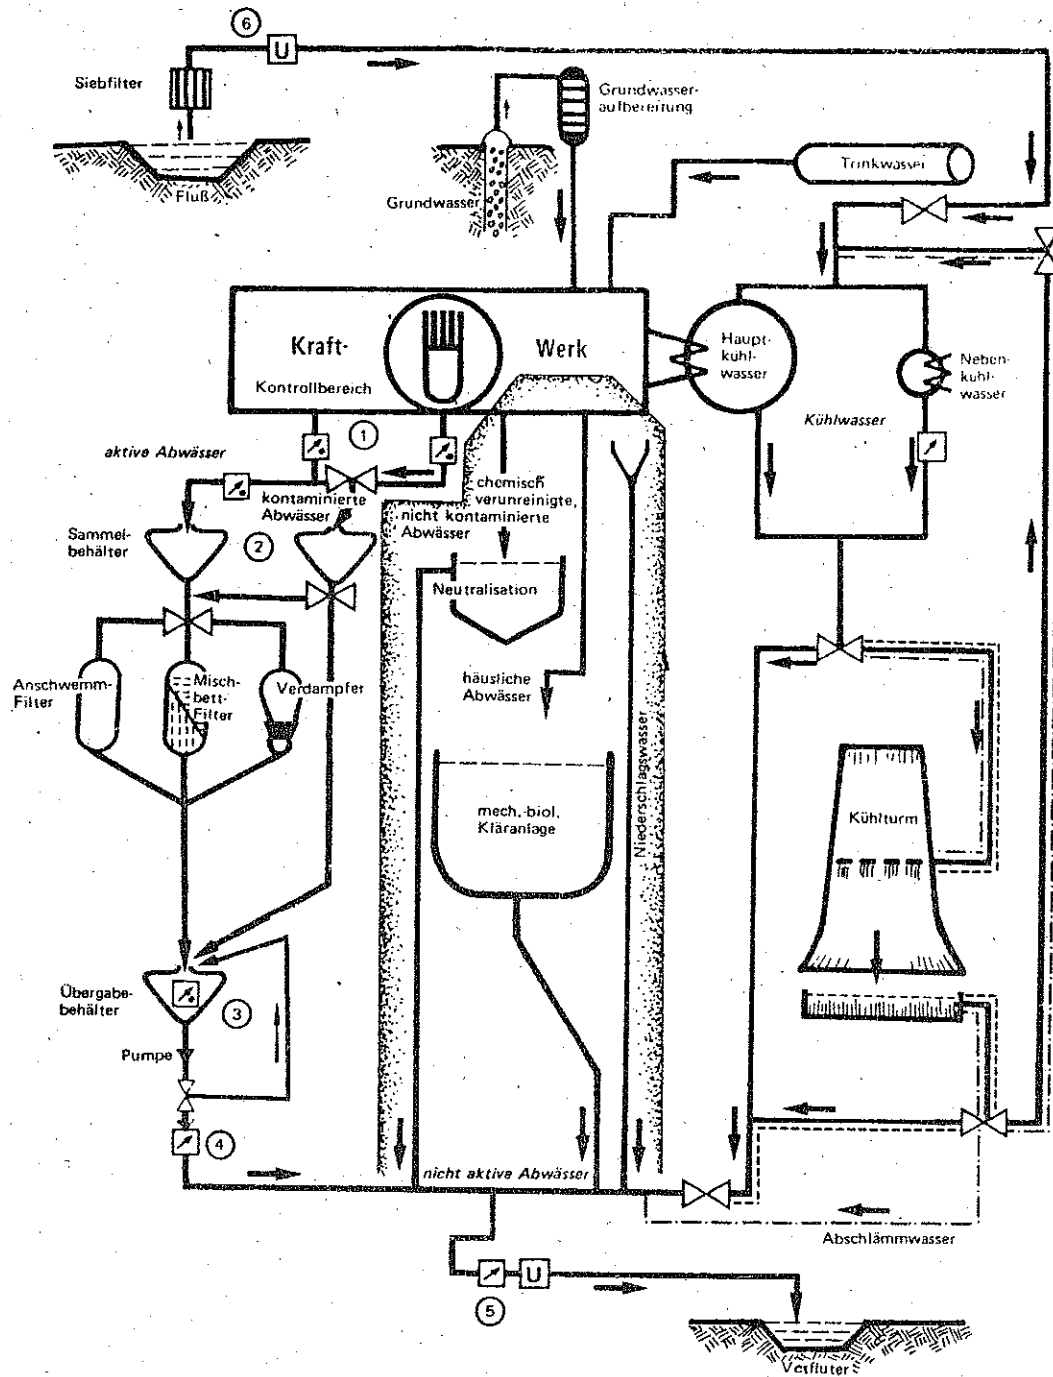 6
U
Siebfilter
Fluß
Grundwasser-
aufbereitung
Grundwasser
Trinkwasser
Kraft-
Werk
Kontrollbereich
Haupt-
kühl-
wasser
Neben-
kühl-
wasser
Kühlwasser
1
aktive Abwässer
kontaminierte
Abwässer
chemisch
verunreinigte,
nicht kontaminierte
Abwässer
Sammel-
behälter
2
Neutralisation
Anschwemm-
Filter
Misch-
bett-
Filter
Verdampfer
häusliche
Abwässer
Niederschlagswasser
mech.-biol.
Kläranlage
Kühlturm
Übergabe-
behälter
3
Pumpe
4
nicht aktive Abwässer
Abschlämmwasser
U
5
Vorfluter